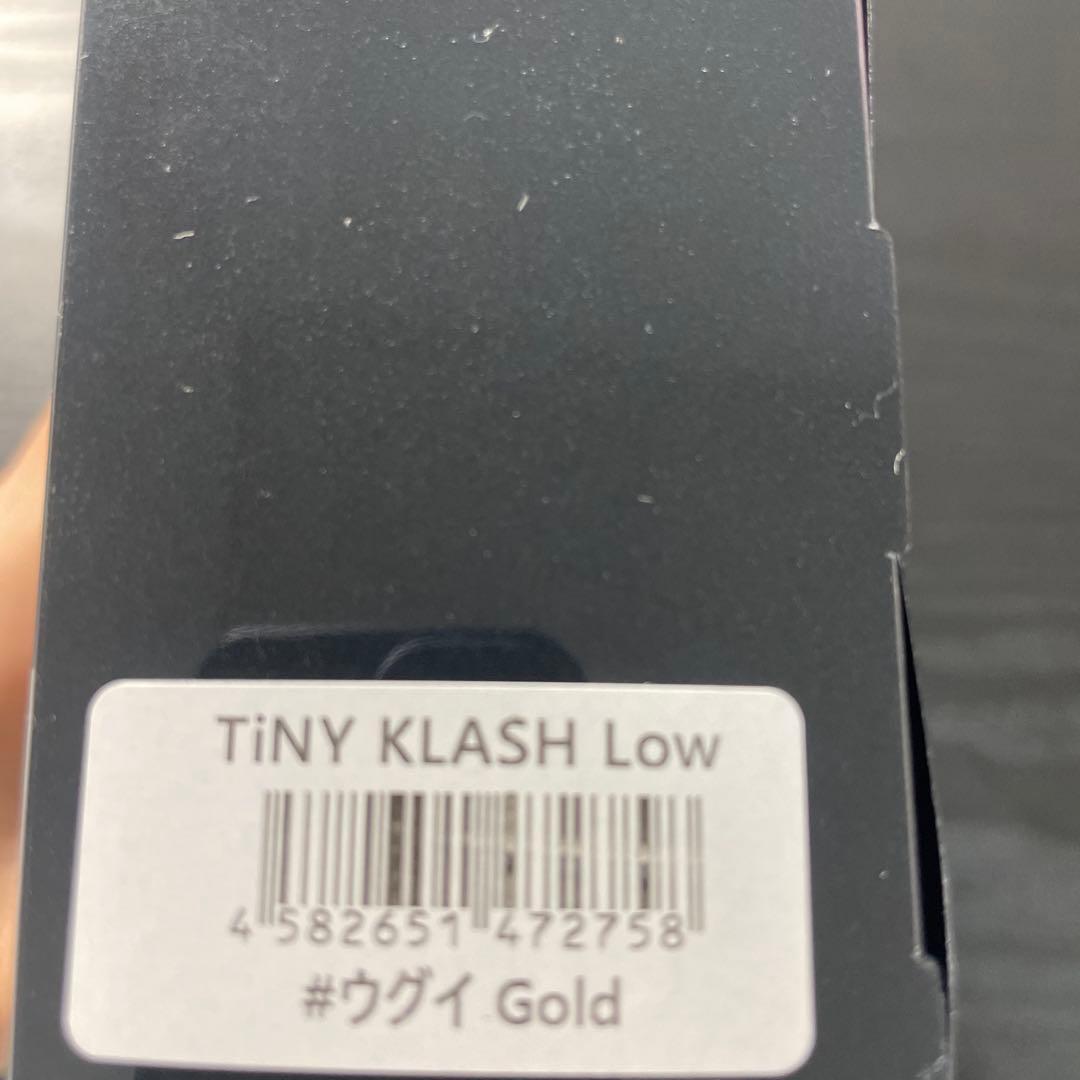 TiNY KLASH Low
4 582651 472758
#ウグイ Gold